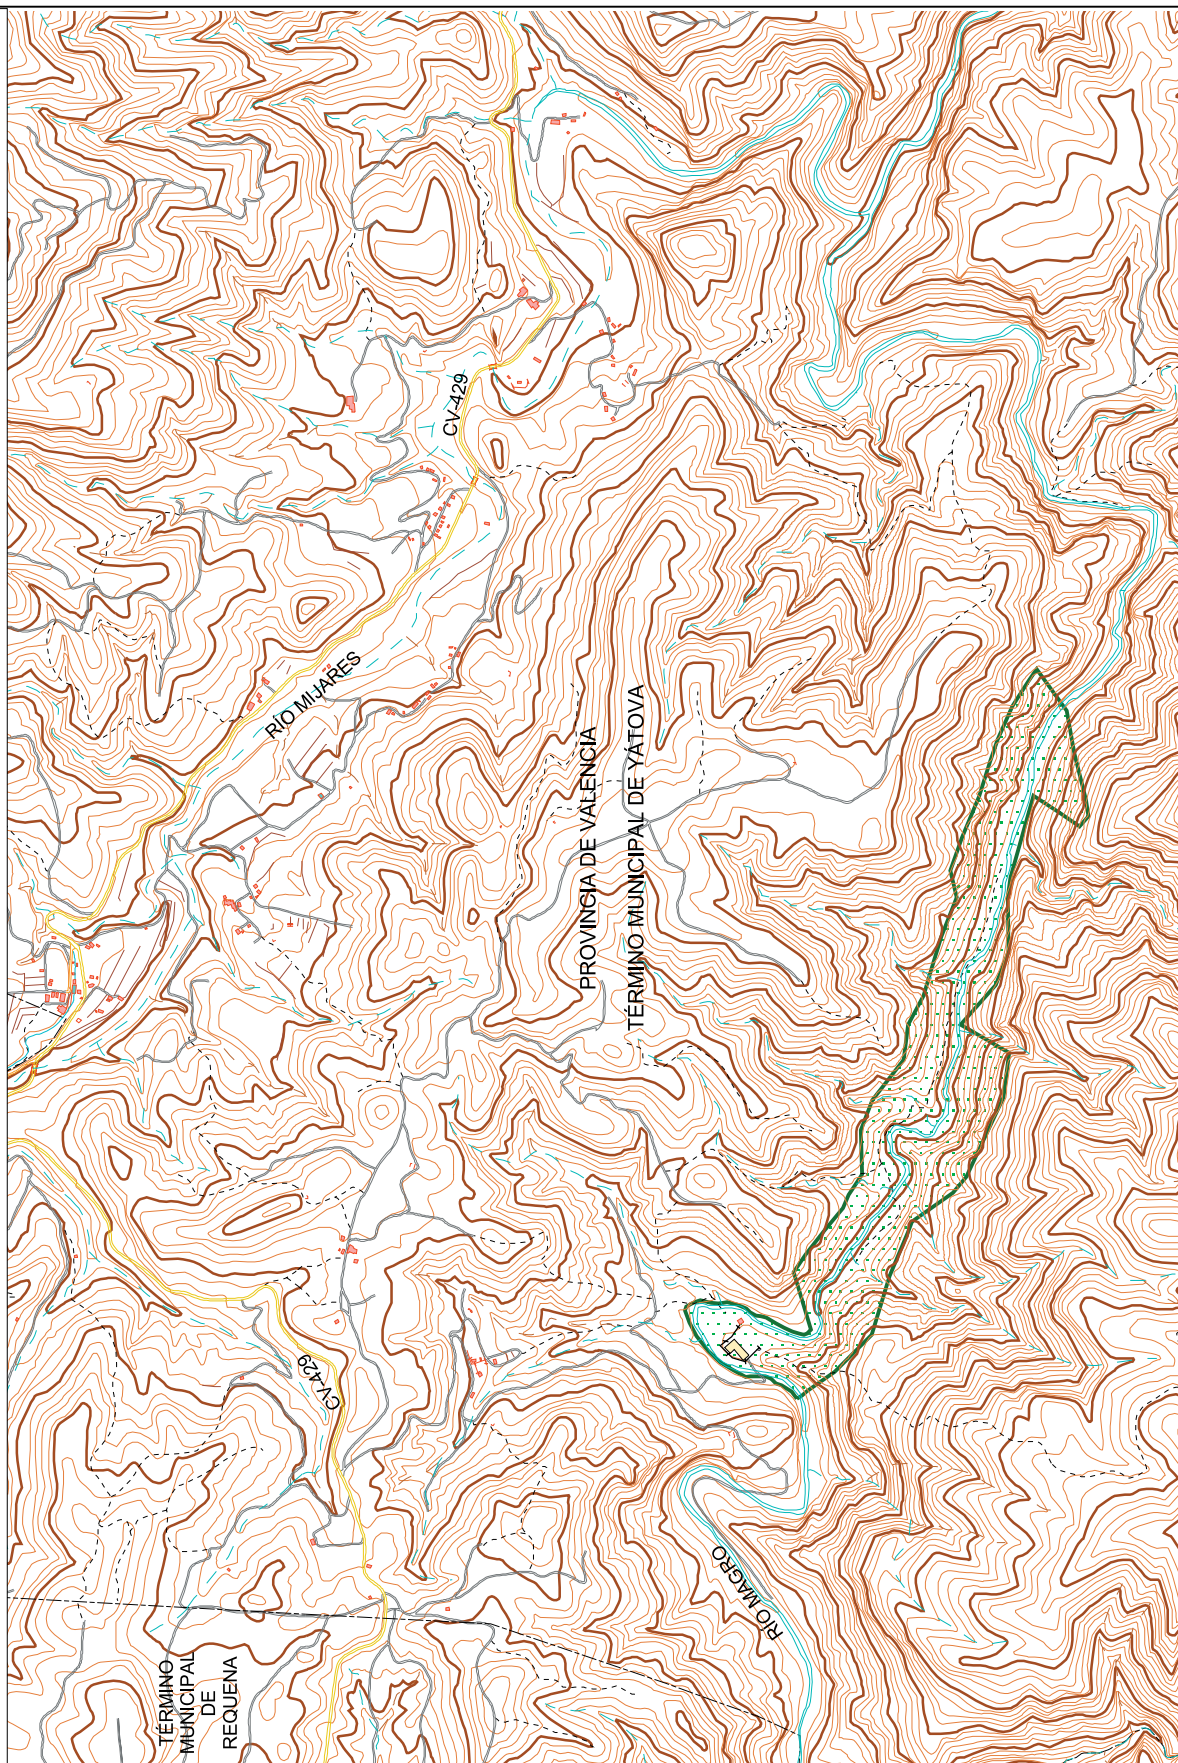 CV-429
RÍO MIJARES
PROVINCIA DE VALENCIA
TÉRMINO MUNICIPAL DE YÁTOVA
CV-429
RÍO MAGRO
TÉRMINO
MUNICIPAL
DE
REQUENA